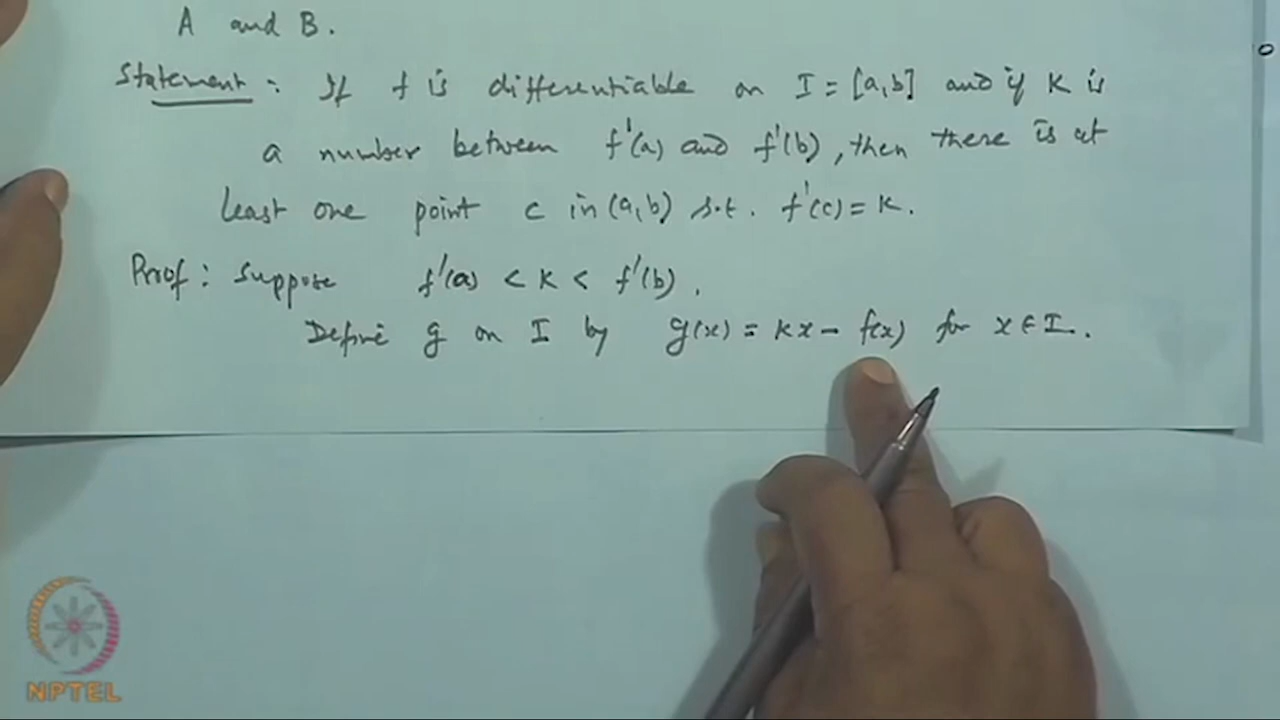 A and B.
Statement : If f is differentiable on I = [a,b] and if k is
a number between f'(a) and f'(b), then there is at
least one point c in (a,b) s.t. f'(c) = k.
Proof : Suppose f'(a) < k < f'(b).
Define g on I by g(x) = kx - f(x) for x ∈ I.
NPTEL